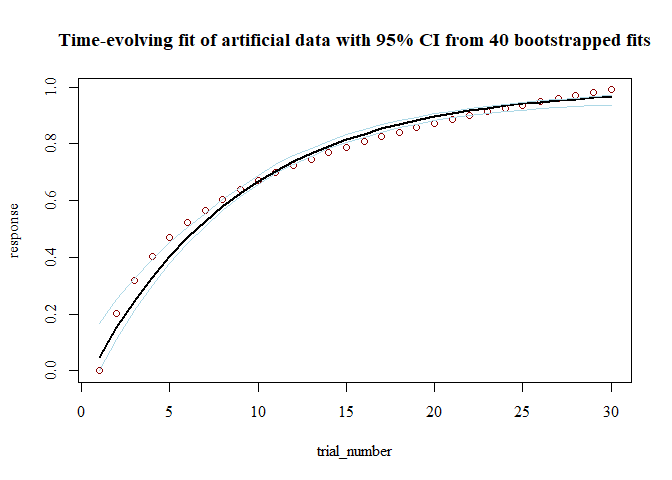 Time-evolving fit of artificial data with 95% CI from 40 bootstrapped fits
1.0
0.8
0.6
0.4
0.2
0.0
response
0 5 10 15 20 25 30
trial_number